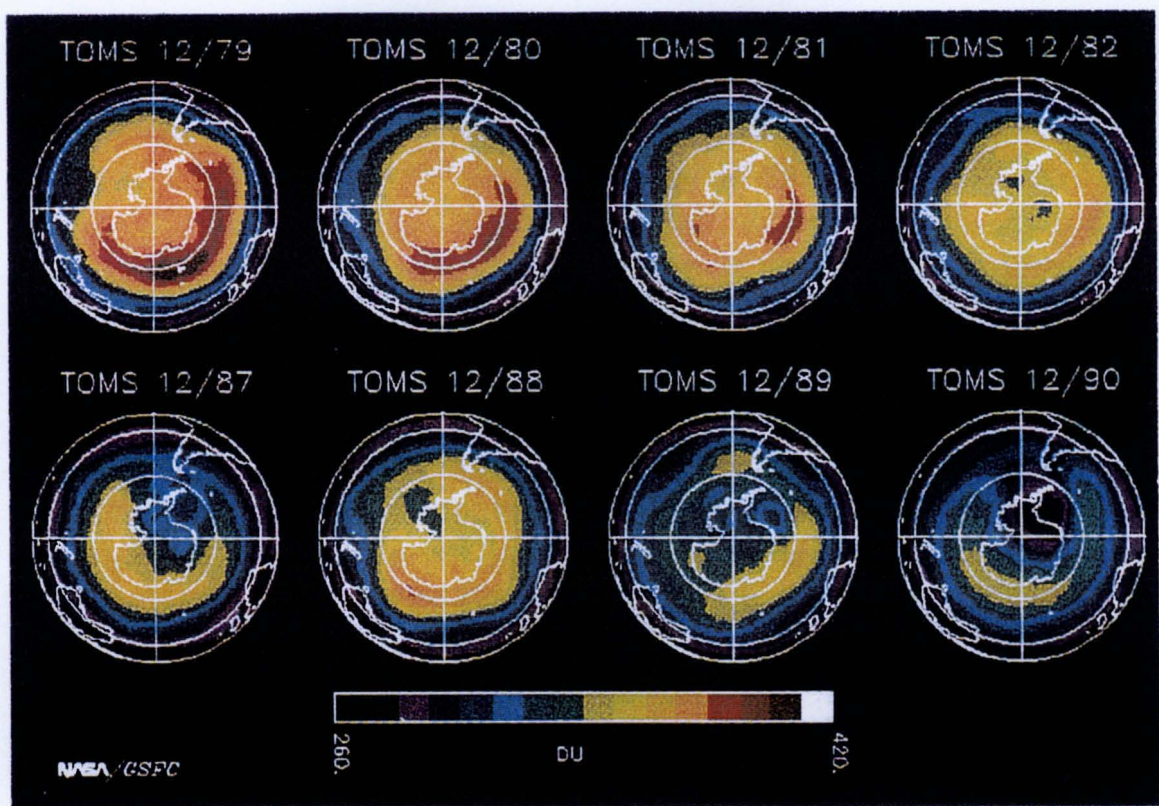 TOMS 12/79
TOMS 12/80
TOMS 12/81
TOMS 12/82
TOMS 12/87
TOMS 12/88
TOMS 12/89
TOMS 12/90
260.
DU
420.
NASA/GSFC